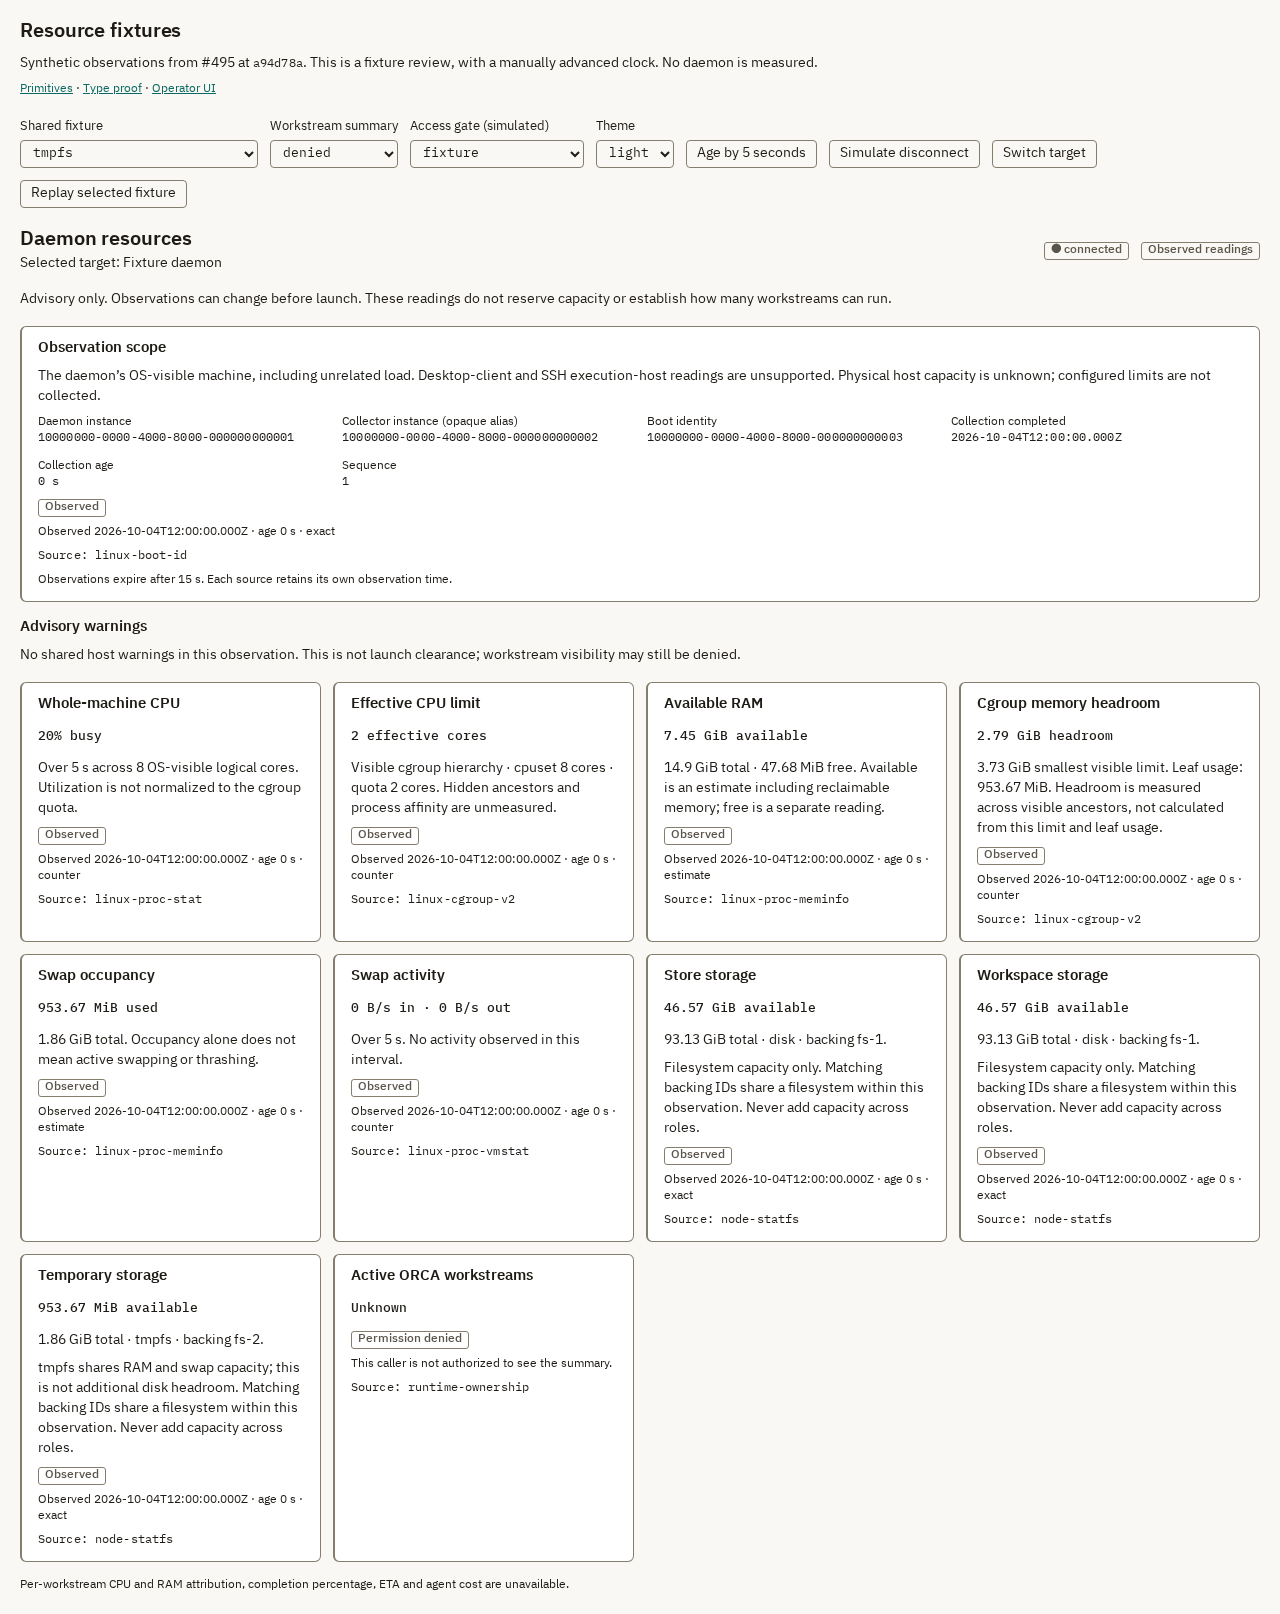 Resource fixtures
Synthetic observations from #495 at a94d78a. This is a fixture review, with a manually advanced clock. No daemon is measured.
Primitives · Type proof · Operator UI
Shared fixture
Workstream summary
Access gate (simulated)
Theme
tmpfs
denied
fixture
light
Age by 5 seconds
Simulate disconnect
Switch target
Replay selected fixture
Daemon resources
Selected target: Fixture daemon
connected
Observed readings
Advisory only. Observations can change before launch. These readings do not reserve capacity or establish how many workstreams can run.
Observation scope
The daemon’s OS-visible machine, including unrelated load. Desktop-client and SSH execution-host readings are unsupported. Physical host capacity is unknown; configured limits are not
collected.
Daemon instance
10000000-0000-4000-8000-000000000001
Collector instance (opaque alias)
10000000-0000-4000-8000-000000000002
Boot identity
10000000-0000-4000-8000-000000000003
Collection completed
2026-10-04T12:00:00.000Z
Collection age
0 s
Sequence
1
Observed
Observed 2026-10-04T12:00:00.000Z · age 0 s · exact
Source: linux-boot-id
Observations expire after 15 s. Each source retains its own observation time.
Advisory warnings
No shared host warnings in this observation. This is not launch clearance; workstream visibility may still be denied.
Whole-machine CPU
20% busy
Over 5 s across 8 OS-visible logical cores.
Utilization is not normalized to the cgroup
quota.
Observed
Observed 2026-10-04T12:00:00.000Z · age 0 s ·
counter
Source: linux-proc-stat
Effective CPU limit
2 effective cores
Visible cgroup hierarchy · cpuset 8 cores ·
quota 2 cores. Hidden ancestors and
process affinity are unmeasured.
Observed
Observed 2026-10-04T12:00:00.000Z · age 0 s ·
counter
Source: linux-cgroup-v2
Available RAM
7.45 GiB available
14.9 GiB total · 47.68 MiB free. Available
is an estimate including reclaimable
memory; free is a separate reading.
Observed
Observed 2026-10-04T12:00:00.000Z · age 0 s ·
estimate
Source: linux-proc-meminfo
Cgroup memory headroom
2.79 GiB headroom
3.73 GiB smallest visible limit. Leaf usage:
953.67 MiB. Headroom is measured
across visible ancestors, not calculated
from this limit and leaf usage.
Observed
Observed 2026-10-04T12:00:00.000Z · age 0 s ·
counter
Source: linux-cgroup-v2
Swap occupancy
953.67 MiB used
1.86 GiB total. Occupancy alone does not
mean active swapping or thrashing.
Observed
Observed 2026-10-04T12:00:00.000Z · age 0 s ·
estimate
Source: linux-proc-meminfo
Swap activity
0 B/s in · 0 B/s out
Over 5 s. No activity observed in this
interval.
Observed
Observed 2026-10-04T12:00:00.000Z · age 0 s ·
counter
Source: linux-proc-vmstat
Store storage
46.57 GiB available
93.13 GiB total · disk · backing fs-1.
Filesystem capacity only. Matching
backing IDs share a filesystem within this
observation. Never add capacity across
roles.
Observed
Observed 2026-10-04T12:00:00.000Z · age 0 s ·
exact
Source: node-statfs
Workspace storage
46.57 GiB available
93.13 GiB total · disk · backing fs-1.
Filesystem capacity only. Matching
backing IDs share a filesystem within this
observation. Never add capacity across
roles.
Observed
Observed 2026-10-04T12:00:00.000Z · age 0 s ·
exact
Source: node-statfs
Temporary storage
953.67 MiB available
1.86 GiB total · tmpfs · backing fs-2.
tmpfs shares RAM and swap capacity; this
is not additional disk headroom. Matching
backing IDs share a filesystem within this
observation. Never add capacity across
roles.
Observed
Observed 2026-10-04T12:00:00.000Z · age 0 s ·
exact
Source: node-statfs
Active ORCA workstreams
Unknown
Permission denied
This caller is not authorized to see the summary.
Source: runtime-ownership
Per-workstream CPU and RAM attribution, completion percentage, ETA and agent cost are unavailable.